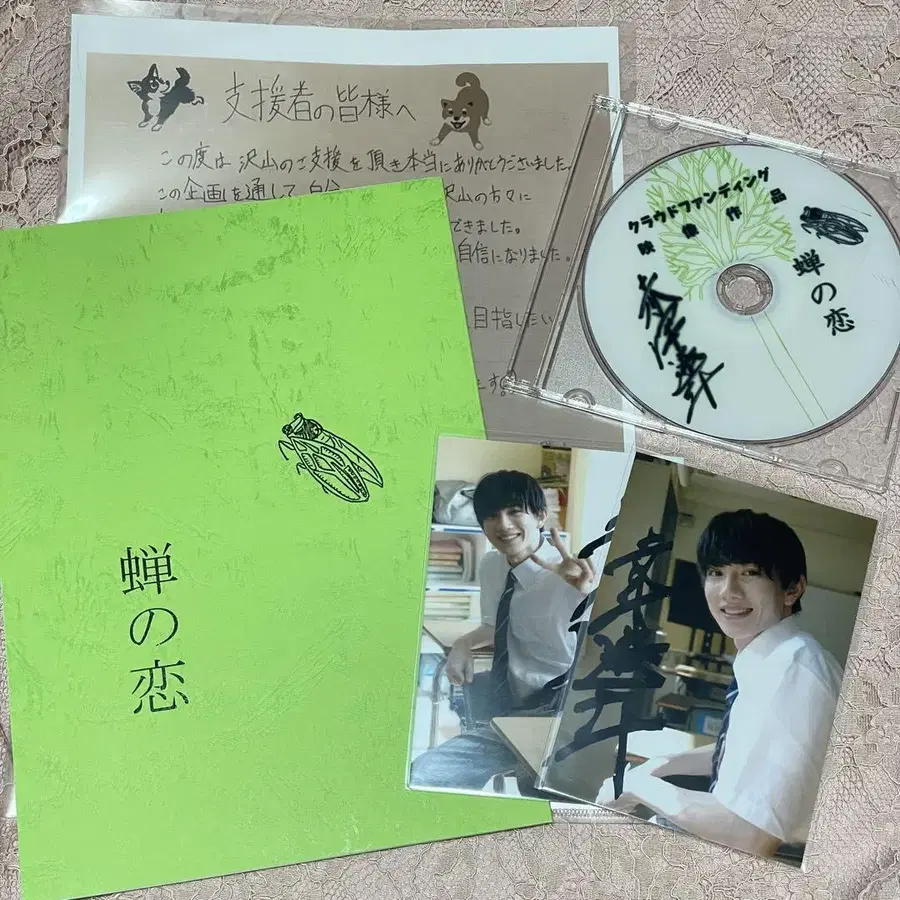 支援者の皆様へ
この度は沢山のご支援を頂き本当にありがとうございました。
この企画を通して
沢山の方々に
できました。
自信になりました。
目指したい
ます。
クラウドファンディング
映像作品
蝉の恋
蝉の恋